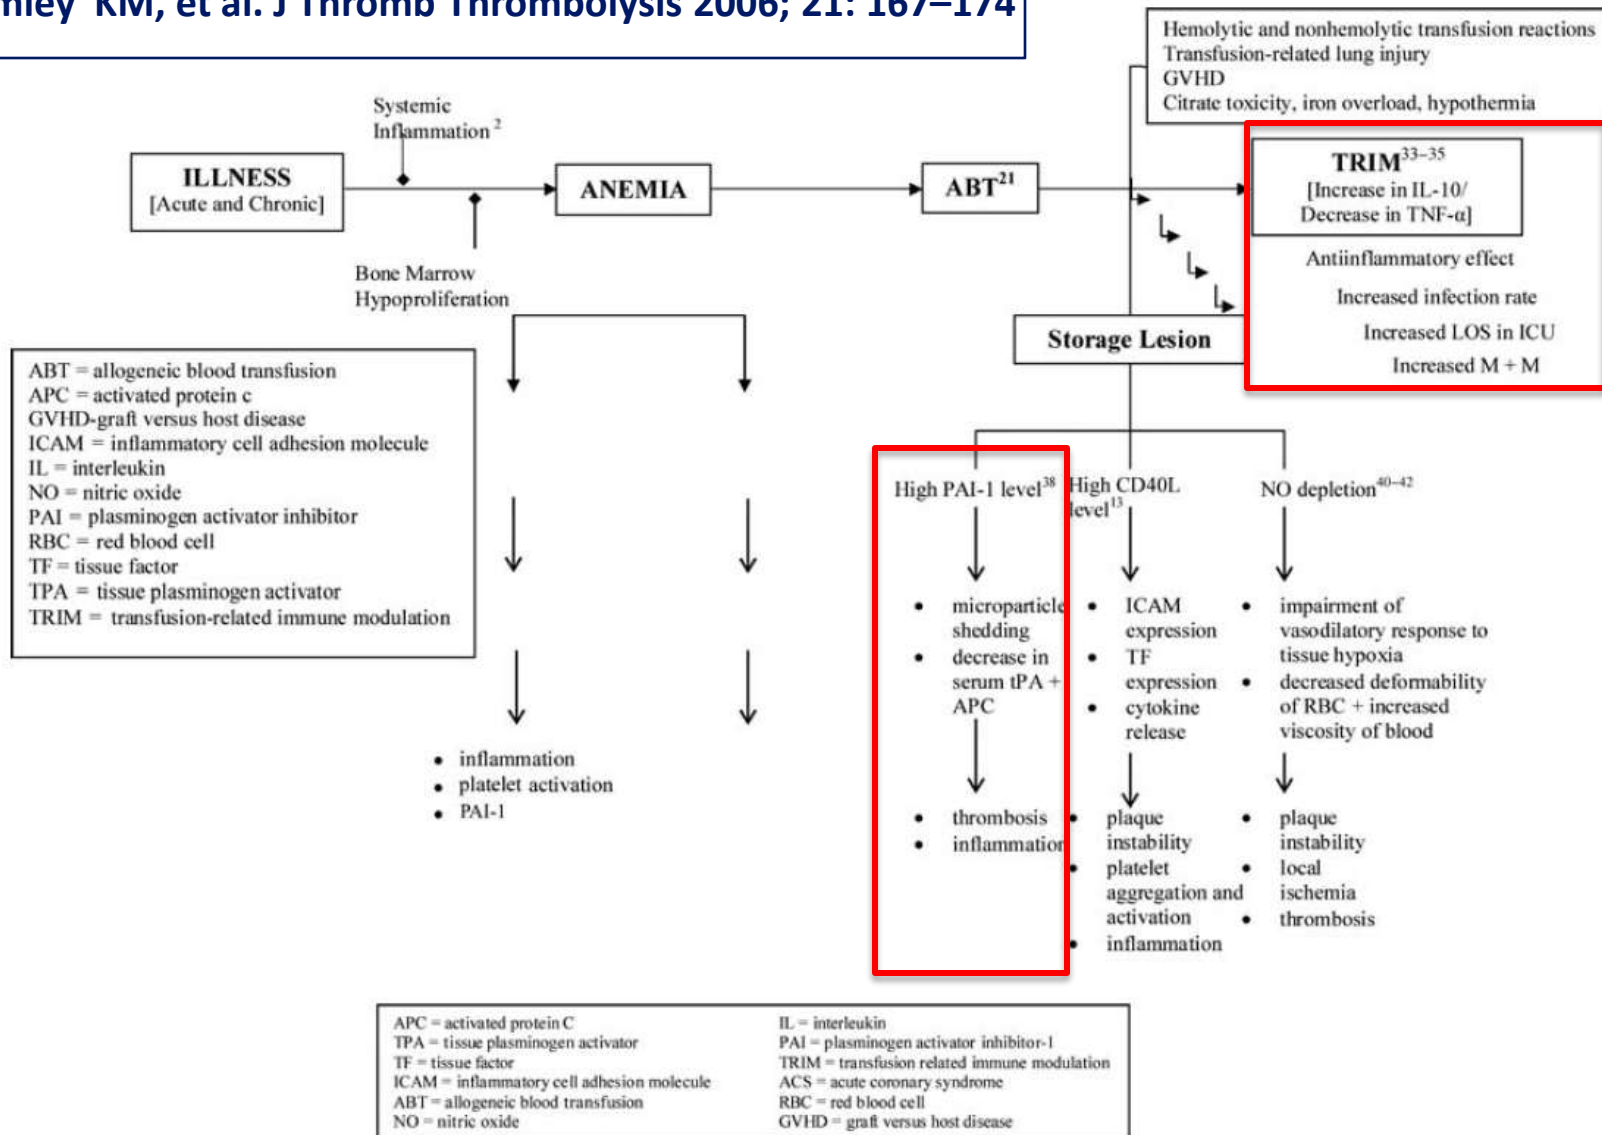 mley KM, et al. J Thromb Thrombolysis 2006; 21: 167–174
Hemolytic and nonhemolytic transfusion reactions
Transfusion-related lung injury
GVHD
Citrate toxicity, iron overload, hypothermia
Systemic
Inflammation 2
ILLNESS
[Acute and Chronic]
ANEMIA
ABT21
TRIM33–35
[Increase in IL-10/
Decrease in TNF-α]
Antiinflammatory effect
Increased infection rate
Increased LOS in ICU
Increased M + M
Bone Marrow
Hypoproliferation
Storage Lesion
ABT = allogeneic blood transfusion
APC = activated protein c
GVHD-graft versus host disease
ICAM = inflammatory cell adhesion molecule
IL = interleukin
NO = nitric oxide
PAI = plasminogen activator inhibitor
RBC = red blood cell
TF = tissue factor
TPA = tissue plasminogen activator
TRIM = transfusion-related immune modulation
• inflammation
• platelet activation
• PAI-1
High PAI-1 level38
• microparticle
shedding
• decrease in
serum tPA +
APC
• thrombosis
• inflammation
High CD40L
level13
• ICAM
expression
• TF
expression
• cytokine
release
• plaque
instability
• platelet
aggregation and
activation
• inflammation
NO depletion40–42
• impairment of
vasodilatory response to
tissue hypoxia
• decreased deformability
of RBC + increased
viscosity of blood
• plaque
instability
• local
ischemia
• thrombosis
APC = activated protein C
TPA = tissue plasminogen activator
TF = tissue factor
ICAM = inflammatory cell adhesion molecule
ABT = allogeneic blood transfusion
NO = nitric oxide
IL = interleukin
PAI = plasminogen activator inhibitor-1
TRIM = transfusion related immune modulation
ACS = acute coronary syndrome
RBC = red blood cell
GVHD = graft versus host disease